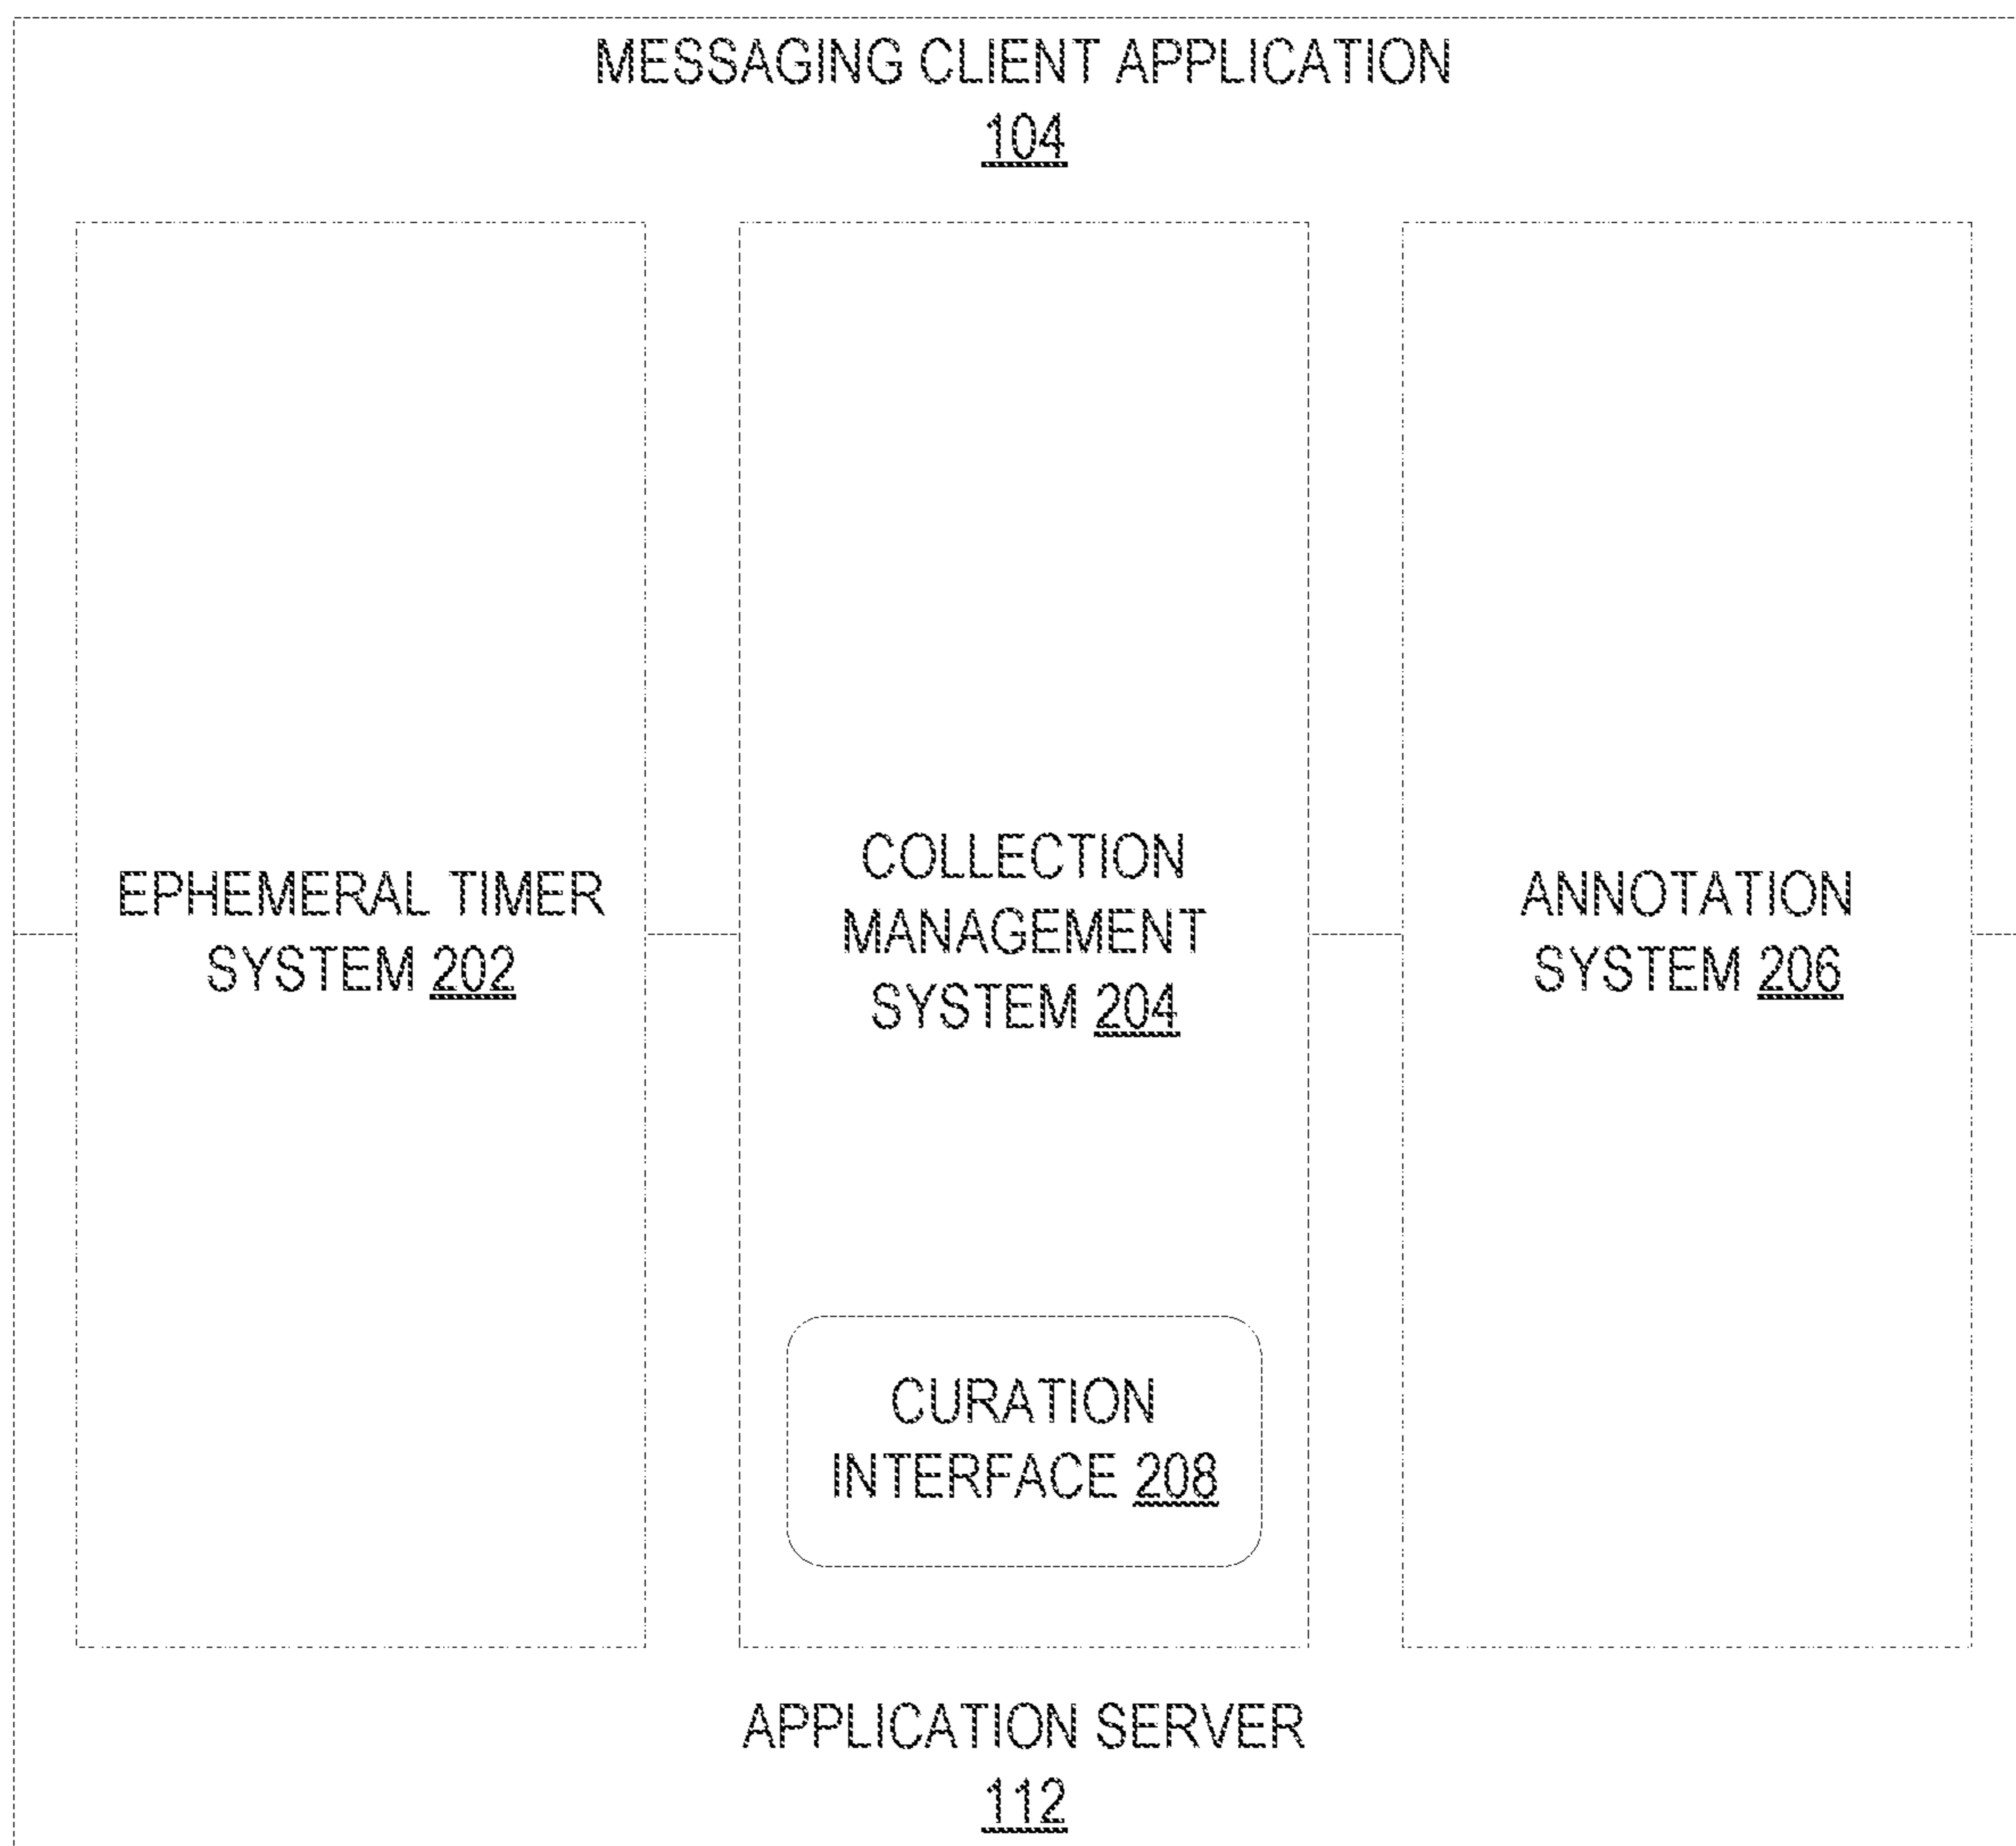 MESSAGING CLIENT APPLICATION
104
EPHEMERAL TIMER
SYSTEM 202
COLLECTION
MANAGEMENT
SYSTEM 204
ANNOTATION
SYSTEM 206
CURATION
INTERFACE 208
APPLICATION SERVER
112